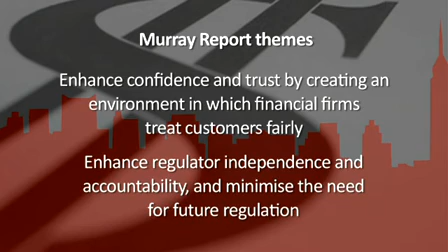 Murray Report themes
Enhance confidence and trust by creating an
environment in which financial firms
treat customers fairly
Enhance regulator independence and
accountability, and minimise the need
for future regulation